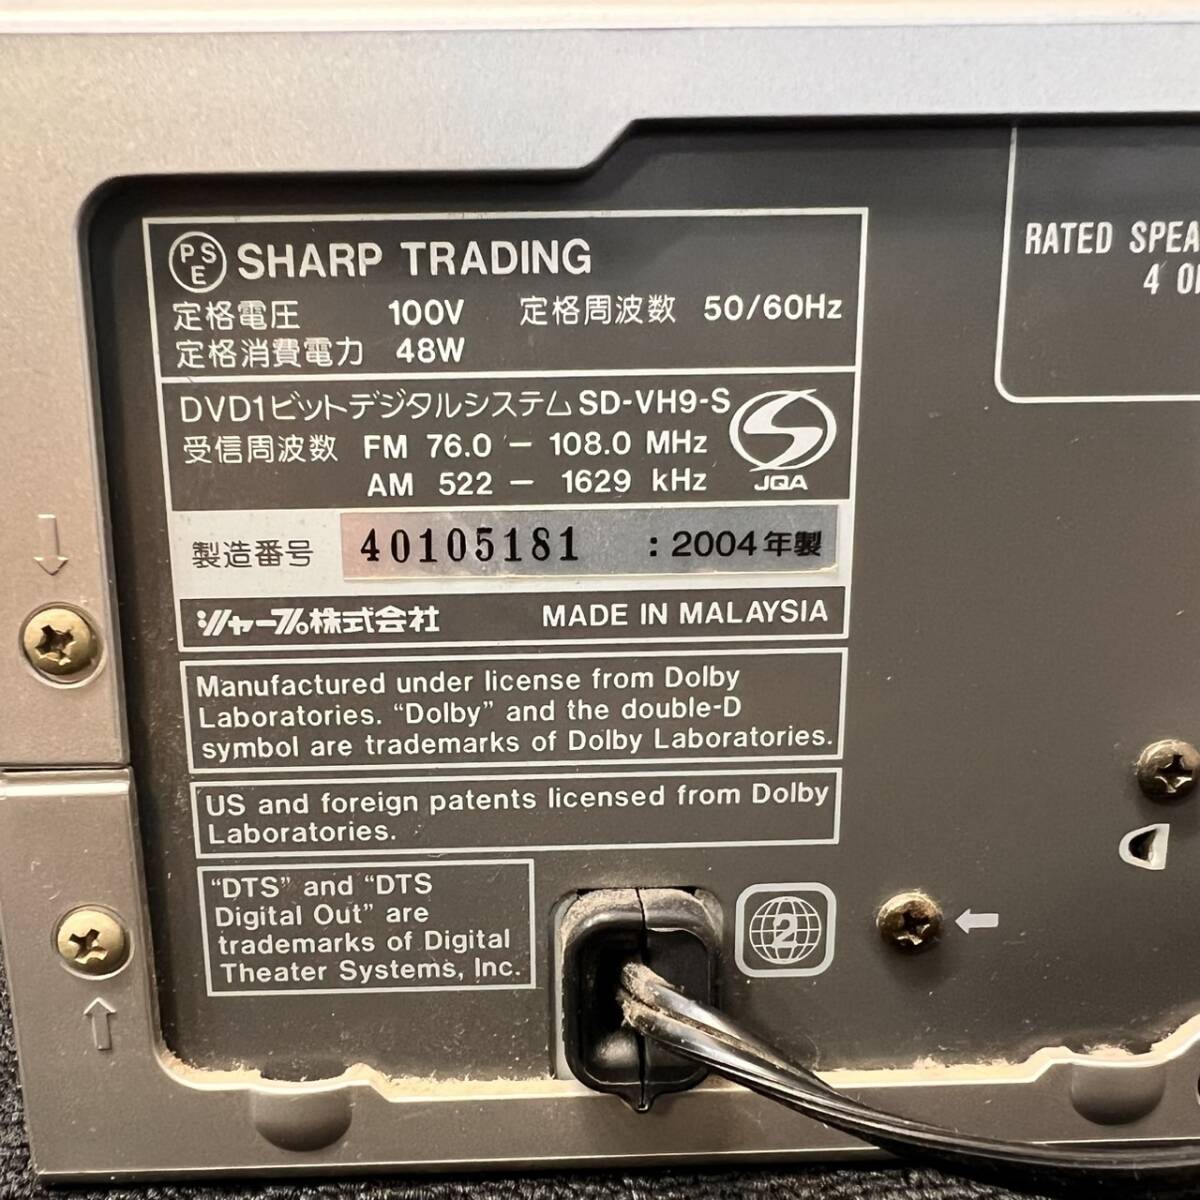 PSE SHARP TRADING
定格電圧 100V 定格周波数 50/60Hz
定格消費電力 48W
DVD1ビットデジタルシステム SD-VH9-S
受信周波数 FM 76.0 - 108.0 MHz
AM 522 - 1629 kHz
JQA
製造番号 40105181 : 2004年製
シャープ株式会社 MADE IN MALAYSIA
Manufactured under license from Dolby
Laboratories. “Dolby” and the double-D
symbol are trademarks of Dolby Laboratories.
US and foreign patents licensed from Dolby
Laboratories.
“DTS” and “DTS
Digital Out” are
trademarks of Digital
Theater Systems, Inc.
2
RATED
4